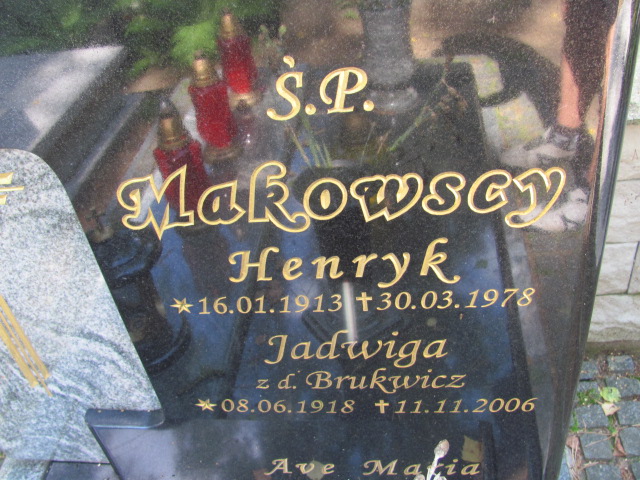 Ṡ.P.
Makowscy
Henryk
✶16.01.1913 ✝30.03.1978
Jadwiga
z d. Brukwicz
✶08.06.1918 ✝11.11.2006
Ave Maria